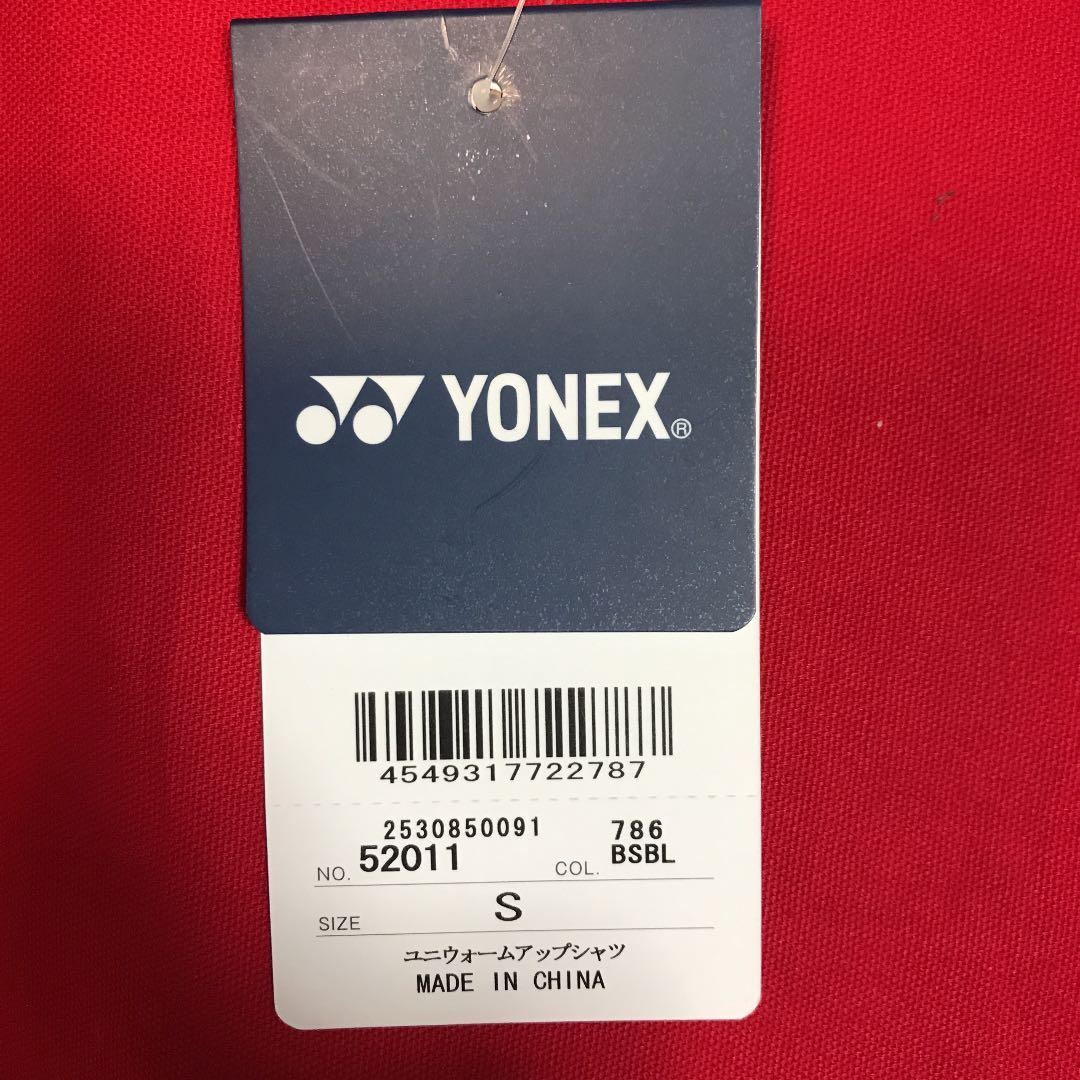 YONEX®
4549317722787
2530850091 786
NO. 52011 COL. BSBL
SIZE S
ユニウォームアップシャツ
MADE IN CHINA